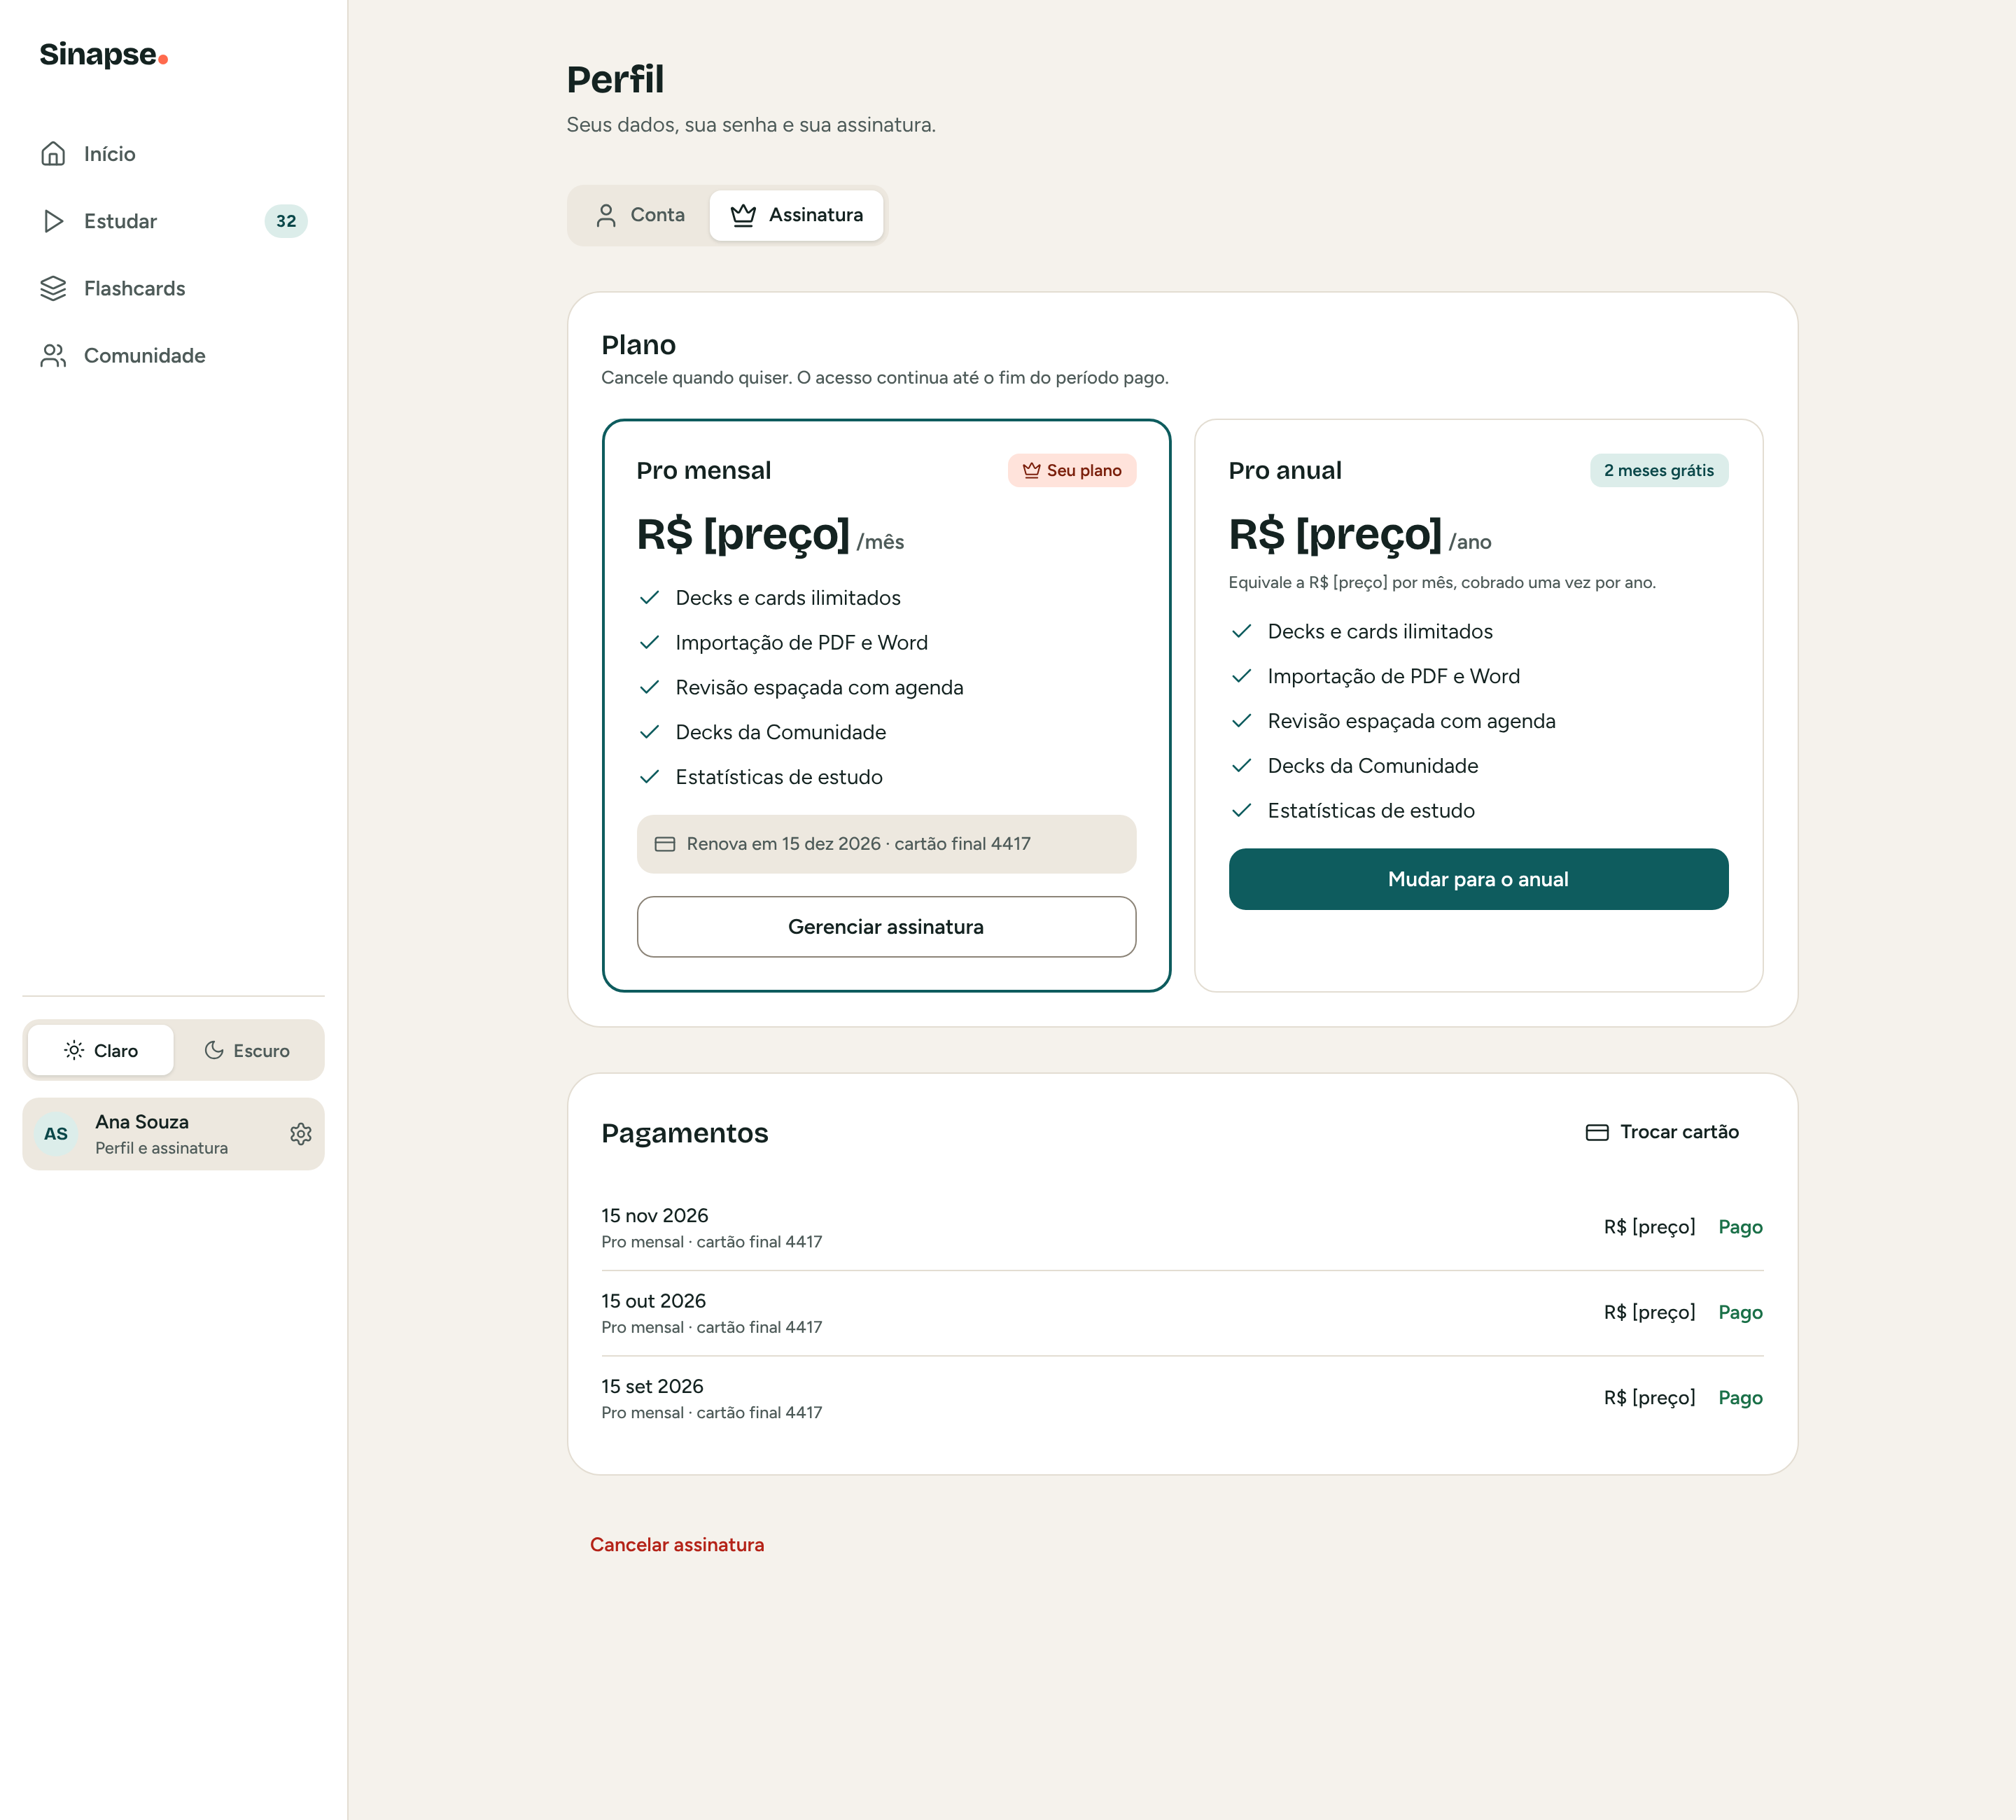 Sinapse.
Início
Estudar 32
Flashcards
Comunidade
Claro Escuro
AS Ana Souza
Perfil e assinatura
Perfil
Seus dados, sua senha e sua assinatura.
Conta Assinatura
Plano
Cancele quando quiser. O acesso continua até o fim do período pago.
Pro mensal Seu plano
R$ [preço] /mês
Decks e cards ilimitados
Importação de PDF e Word
Revisão espaçada com agenda
Decks da Comunidade
Estatísticas de estudo
Renova em 15 dez 2026 · cartão final 4417
Gerenciar assinatura
Pro anual 2 meses grátis
R$ [preço] /ano
Equivale a R$ [preço] por mês, cobrado uma vez por ano.
Decks e cards ilimitados
Importação de PDF e Word
Revisão espaçada com agenda
Decks da Comunidade
Estatísticas de estudo
Mudar para o anual
Pagamentos Trocar cartão
15 nov 2026
Pro mensal · cartão final 4417
R$ [preço] Pago
15 out 2026
Pro mensal · cartão final 4417
R$ [preço] Pago
15 set 2026
Pro mensal · cartão final 4417
R$ [preço] Pago
Cancelar assinatura